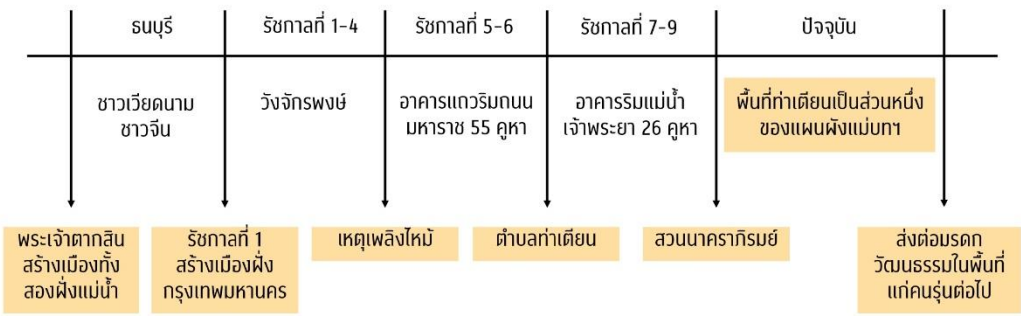 ธนบุรี
รัชกาลที่ 1-4
รัชกาลที่ 5-6
รัชกาลที่ 7-9
ปัจจุบัน
ชาวเวียดนาม
ชาวจีน
วังจักรพงษ์
อาคารแถวริมถนน
มหาราช 55 คูหา
อาคารริมแม่น้ำ
เจ้าพระยา 26 คูหา
พื้นที่ท่าเตียนเป็นส่วนหนึ่ง
ของแผนผังแม่บทฯ
พระเจ้าตากสิน
สร้างเมืองทั้ง
สองฝั่งแม่น้ำ
รัชกาลที่ 1
สร้างเมืองฝั่ง
กรุงเทพมหานคร
เหตุเพลิงไหม้
ตำบลท่าเตียน
สวนนาคราภิรมย์
ส่งต่อมรดก
วัฒนธรรมในพื้นที่
แก่คนรุ่นต่อไป